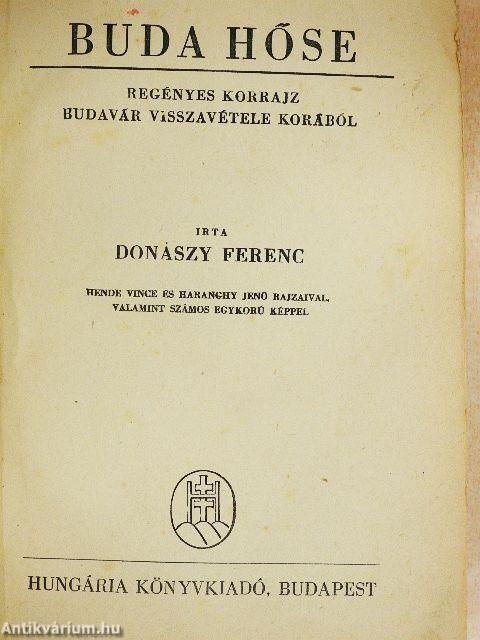 BUDA HŐSE
REGÉNYES KORRAJZ
BUDAVÁR VISSZAVÉTELE KORÁBÓL
IRTA
DONÁSZY FERENC
HENDE VINCE ÉS HARANGHY JENŐ RAJZAIVAL,
VALAMINT SZÁMOS EGYKORÚ KÉPPEL
HUNGÁRIA KÖNYVKIADÓ, BUDAPEST
Antikvárium.hu